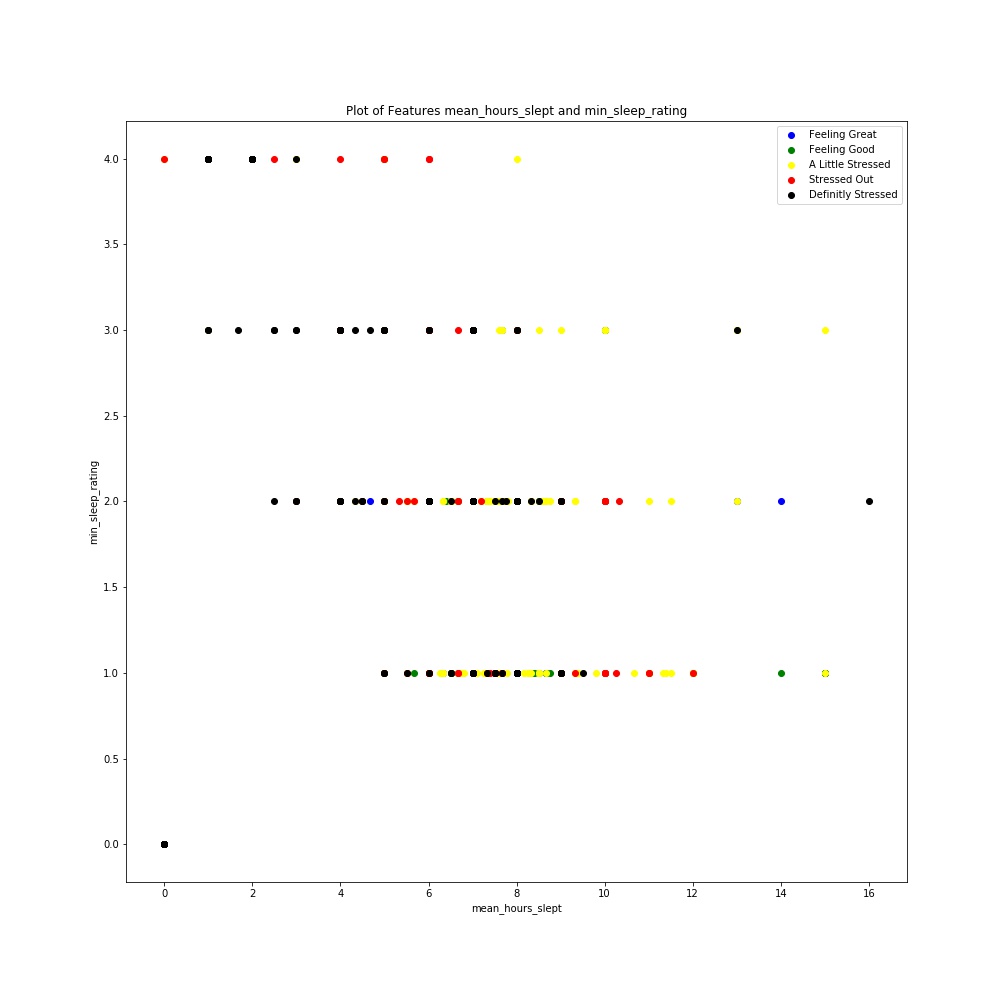 Plot of Features mean_hours_slept and min_sleep_rating
Feeling Great
Feeling Good
A Little Stressed
Stressed Out
Definitly Stressed
min_sleep_rating
4.0
3.5
3.0
2.5
2.0
1.5
1.0
0.5
0.0
0 2 4 6 8 10 12 14 16
mean_hours_slept